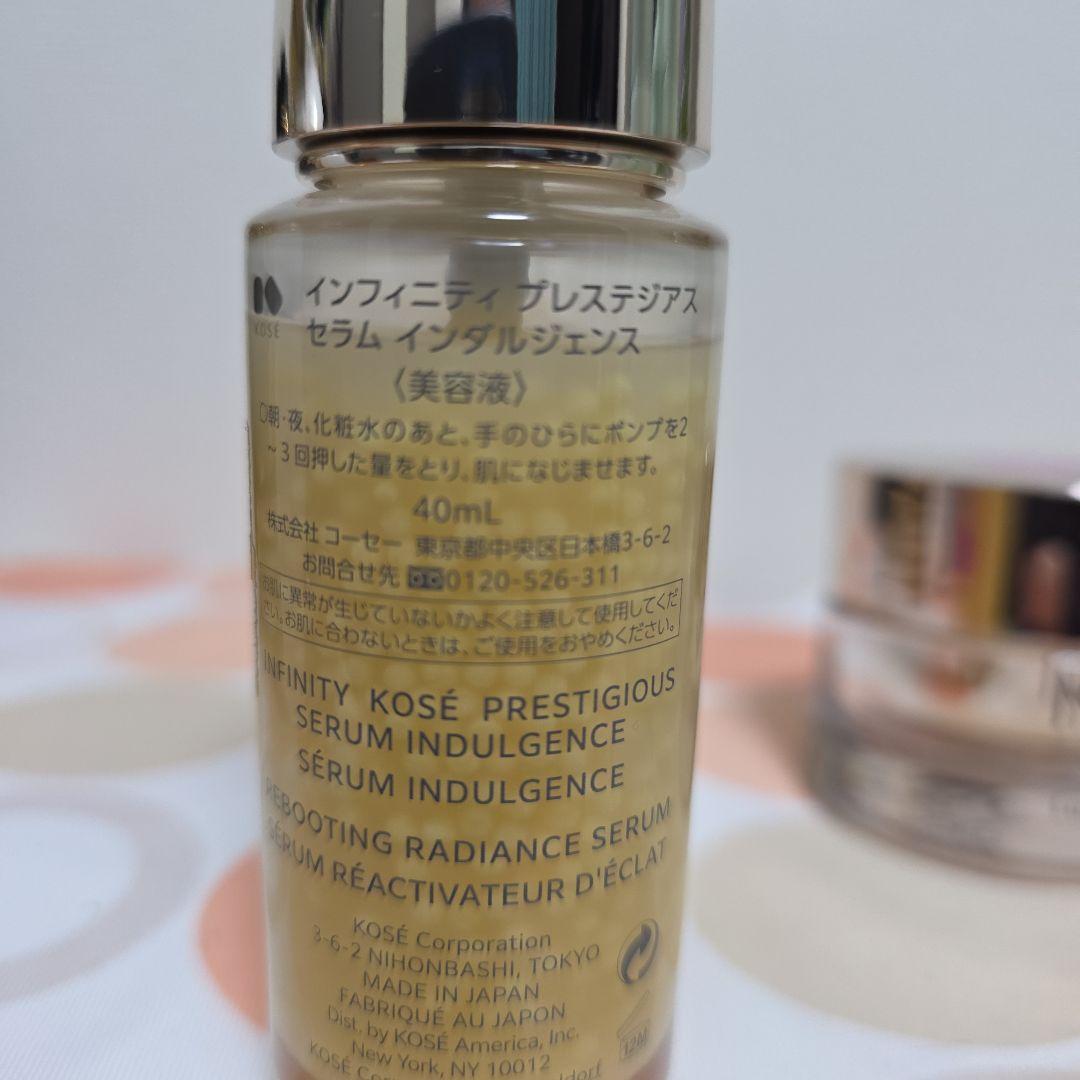 KOSÉ
インフィニティ プレステジアス
セラム インダルジェンス
〈美容液〉
○朝・夜、化粧水のあと、手のひらにポンプを2
~3回押した量をとり、肌になじませます。
40mL
株式会社 コーセー 東京都中央区日本橋3-6-2
お問合せ先 0120-526-311
お肌に異常が生じていないかよく注意して使用してくだ
さい。お肌に合わないときは、ご使用をおやめください。
INFINITY KOSÉ PRESTIGIOUS
SERUM INDULGENCE
SÉRUM INDULGENCE
REBOOTING RADIANCE SERUM
SÉRUM RÉACTIVATEUR D'ÉCLAT
KOSÉ Corporation
3-6-2 NIHONBASHI, TOKYO
MADE IN JAPAN
FABRIQUÉ AU JAPON
Dist. by KOSÉ America, Inc.
New York, NY 10012
KOSÉ
12M